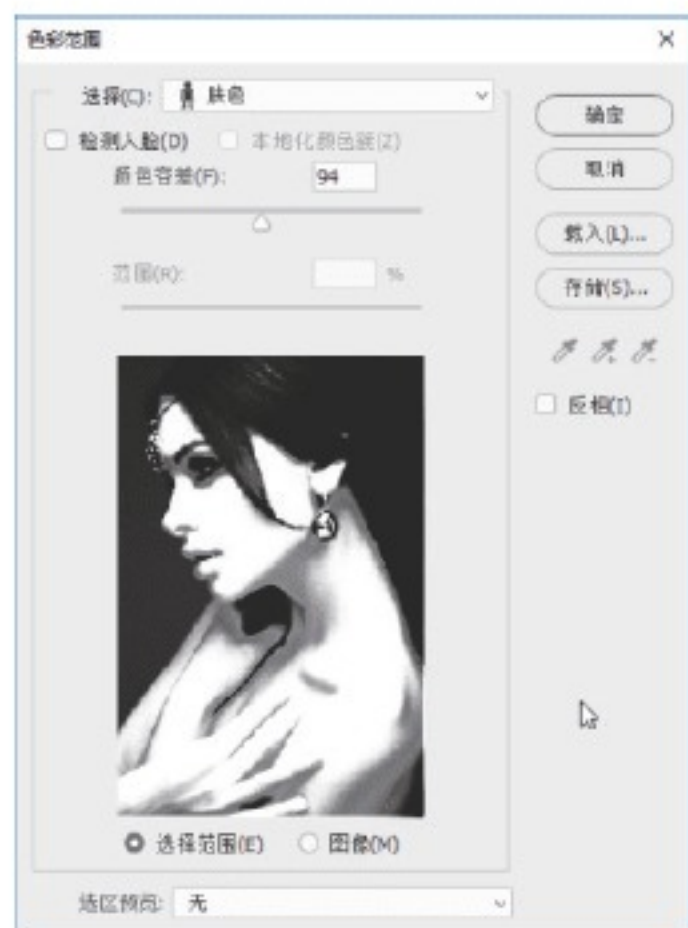 色彩范围
选择(C): 肤色
检测人脸(D) 本地化颜色簇(Z)
颜色容差(F): 94
范围(R): %
选择范围(E) 图像(M)
选区预览: 无
确定
取消
载入(L)...
存储(S)...
反相(I)